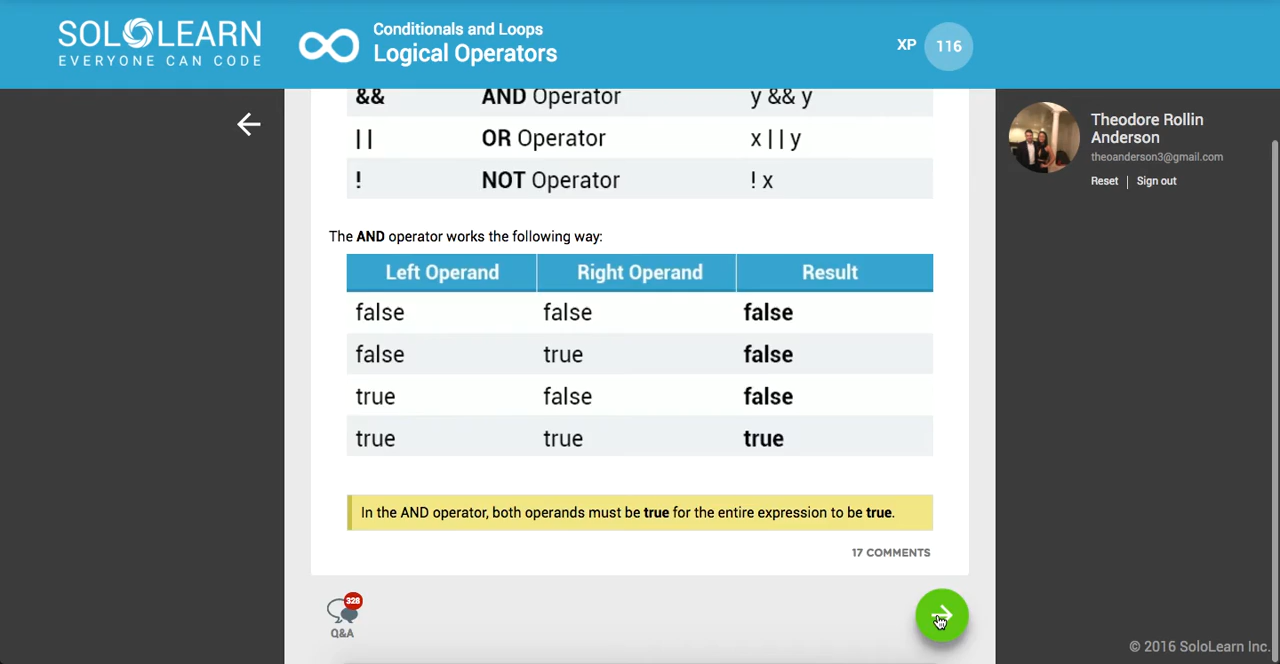 SOLOLEARN
EVERYONE CAN CODE
Conditionals and Loops
Logical Operators
XP 116
Theodore Rollin
Anderson
theoanderson3@gmail.com
Reset | Sign out
&& AND Operator y && y
|| OR Operator x || y
! NOT Operator ! x
The AND operator works the following way:
Left Operand Right Operand Result
false false false
false true false
true false false
true true true
In the AND operator, both operands must be true for the entire expression to be true.
17 COMMENTS
328
Q&A
© 2016 SoloLearn Inc.